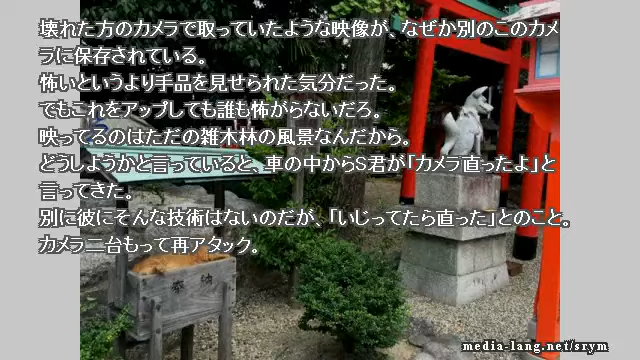 壊れた方のカメラで取っていたような映像が、なぜか別のこのカメ
ラに保存されている。
怖いというより手品を見せられた気分だった。
でもこれをアップしても誰も怖がらないだろ。
映ってるのはただの雑木林の風景なんだから。
どうしようかと言っていると、車の中からS君が「カメラ直ったよ」と
言ってきた。
別に彼にそんな技術はないのだが、「いじってたら直った」とのこと。
カメラ二台もって再アタック。
奉納
media-lang.net/srym